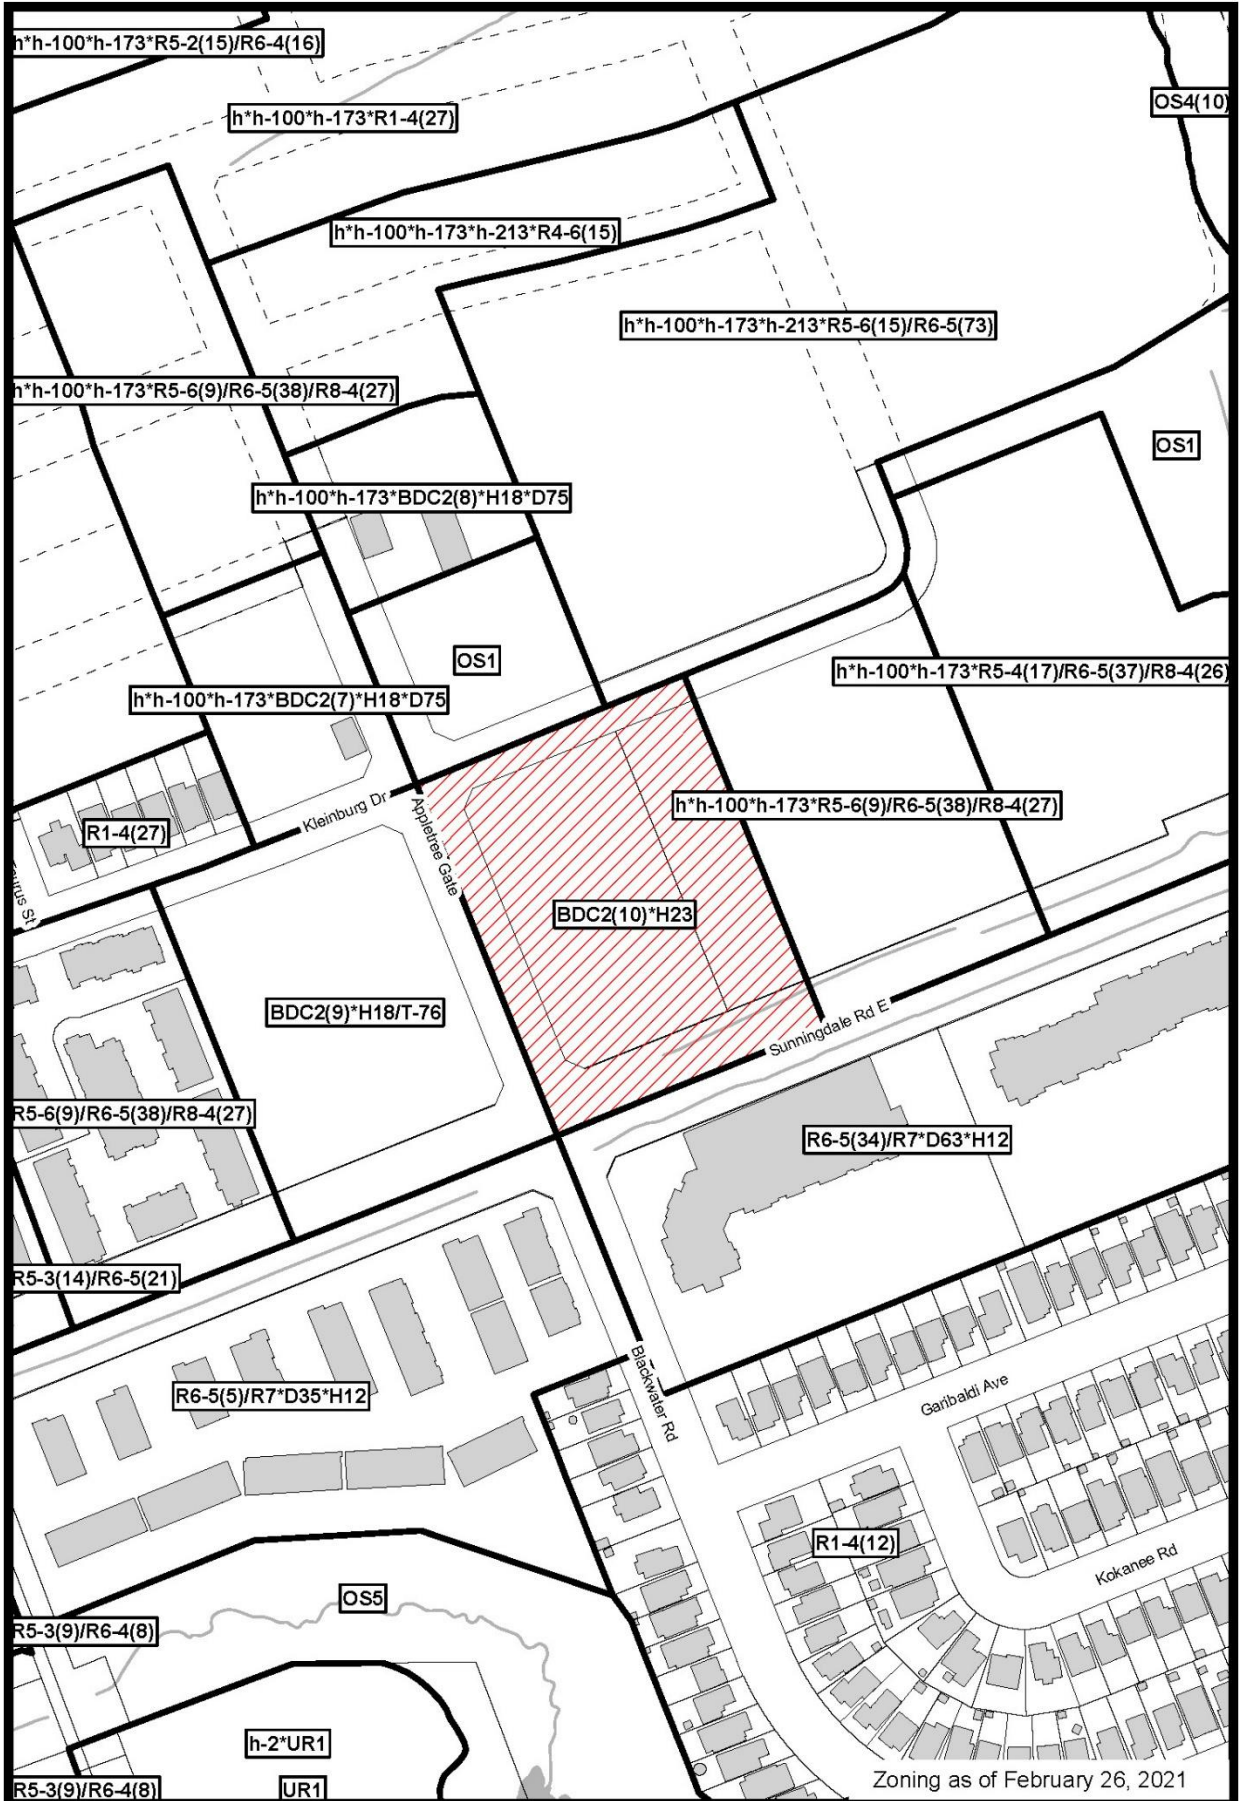 h*h-100*h-173*R5-2(15)/R6-4(16)
OS4(10)
h*h-100*h-173*R1-4(27)
h*h-100*h-173*h-213*R4-6(15)
h*h-100*h-173*h-213*R5-6(15)/R6-5(73)
h*h-100*h-173*R5-6(9)/R6-5(38)/R8-4(27)
OS1
h*h-100*h-173*BDC2(8)*H18*D75
OS1
h*h-100*h-173*R5-4(17)/R6-5(37)/R8-4(26)
h*h-100*h-173*BDC2(7)*H18*D75
h*h-100*h-173*R5-6(9)/R6-5(38)/R8-4(27)
Kleinburg Dr
R1-4(27)
Appletree Gate
BDC2(10)*H23
BDC2(9)*H18/T-76
Sunningdale Rd E
R5-6(9)/R6-5(38)/R8-4(27)
R6-5(34)/R7*D63*H12
R5-3(14)/R6-5(21)
R6-5(5)/R7*D35*H12
Blackwater Rd
Garibaldi Ave
R1-4(12)
Kokanee Rd
OS5
R5-3(9)/R6-4(8)
h-2*UR1
Zoning as of February 26, 2021
R5-3(9)/R6-4(8)
UR1